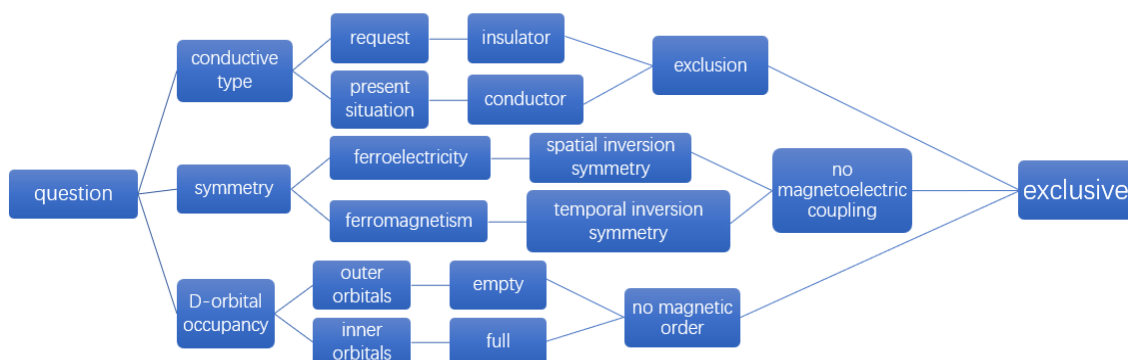 question
conductive
type
request
insulator
present
situation
conductor
exclusion
symmetry
ferroelectricity
spatial inversion
symmetry
ferromagnetism
temporal inversion
symmetry
no
magnetoelectric
coupling
D-orbital
occupancy
outer
orbitals
empty
inner
orbitals
full
no magnetic
order
exclusive